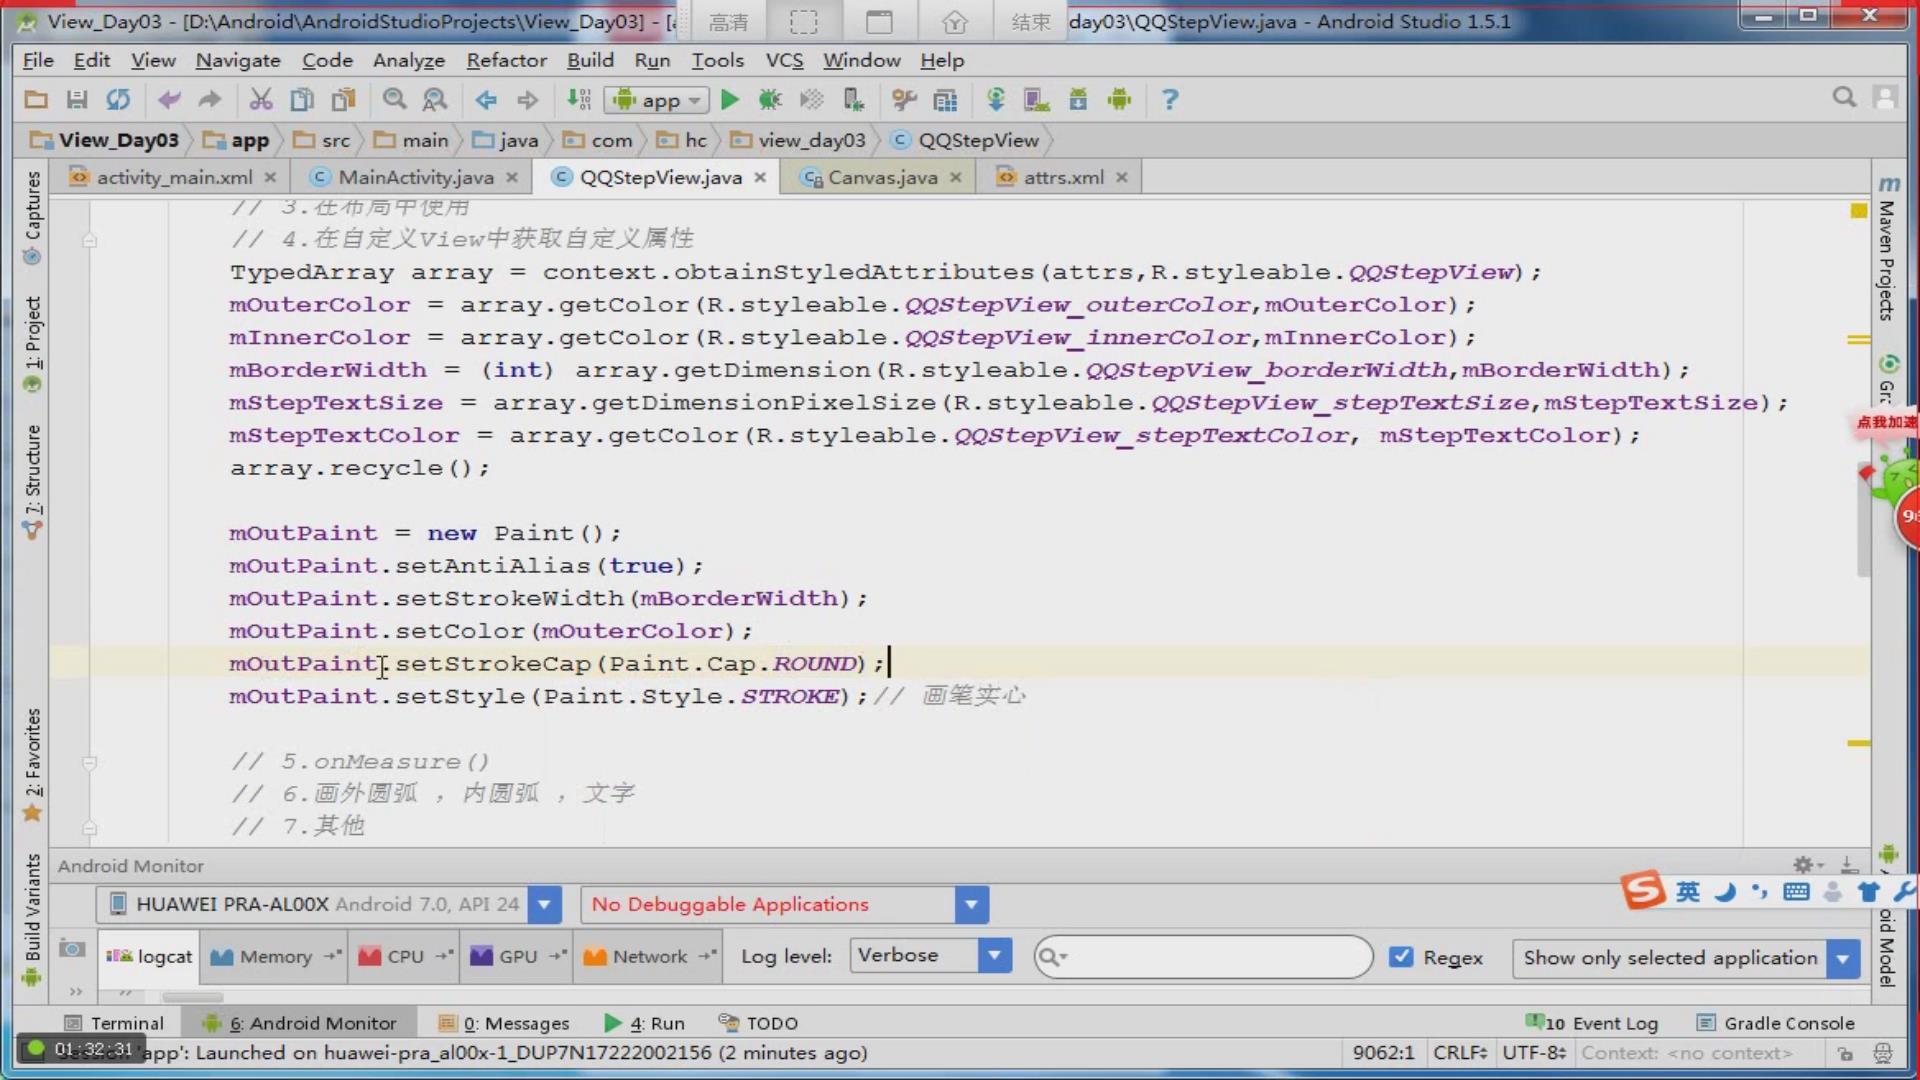 View_Day03 - [D:\Android\AndroidStudioProjects\View_Day03] - [
高清
结束
day03\QQStepView.java - Android Studio 1.5.1
File Edit View Navigate Code Analyze Refactor Build Run Tools VCS Window Help
app
View_Day03 app src main java com hc view_day03 QQStepView
activity_main.xml MainActivity.java QQStepView.java Canvas.java attrs.xml
Captures
1: Project
7: Structure
2: Favorites
Build Variants
// 3.在布局中使用
// 4.在自定义View中获取自定义属性
TypedArray array = context.obtainStyledAttributes(attrs,R.styleable.QQStepView);
mOuterColor = array.getColor(R.styleable.QQStepView_outerColor,mOuterColor);
mInnerColor = array.getColor(R.styleable.QQStepView_innerColor,mInnerColor);
mBorderWidth = (int) array.getDimension(R.styleable.QQStepView_borderWidth,mBorderWidth);
mStepTextSize = array.getDimensionPixelSize(R.styleable.QQStepView_stepTextSize,mStepTextSize);
mStepTextColor = array.getColor(R.styleable.QQStepView_stepTextColor, mStepTextColor);
array.recycle();
mOutPaint = new Paint();
mOutPaint.setAntiAlias(true);
mOutPaint.setStrokeWidth(mBorderWidth);
mOutPaint.setColor(mOuterColor);
mOutPaint.setStrokeCap(Paint.Cap.ROUND);
mOutPaint.setStyle(Paint.Style.STROKE);// 画笔实心
// 5.onMeasure()
// 6.画外圆弧 ， 内圆弧 ， 文字
// 7.其他
Maven Projects
点我加速
英
Android Monitor
HUAWEI PRA-AL00X Android 7.0, API 24 No Debuggable Applications
logcat Memory CPU GPU Network Log level: Verbose Regex Show only selected application
Terminal 6: Android Monitor 0: Messages 4: Run TODO 10 Event Log Gradle Console
01:32:31
'app': Launched on huawei-pra_al00x-1_DUP7N17222002156 (2 minutes ago) 9062:1 CRLF UTF-8 Context: <no context>